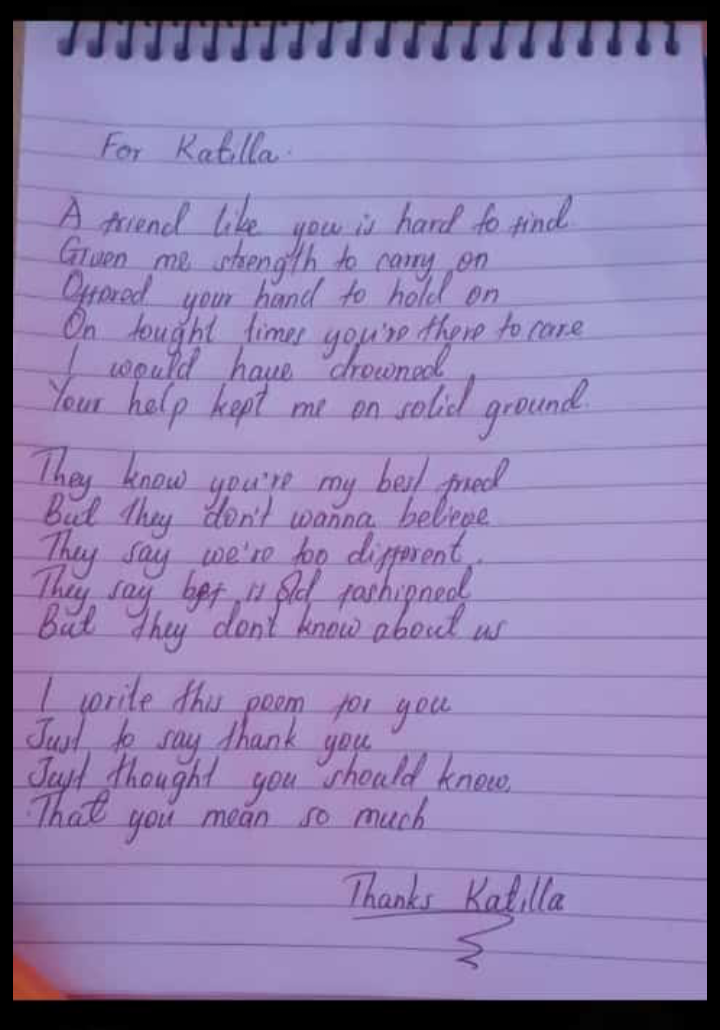 For Katilla.
A friend like you is hard to find
Given me strength to carry on
Offored your hand to hold on
On tought times you're there to care
I would have drowned
Your help kept me on solid ground.
They know you're my best fried
But they don't wanna believe
They say we're too different.
They say is old fashioned
But they don't know about us
I write this poem for you
Just to say thank you
Just thought you should know
That you mean so much
Thanks Katilla